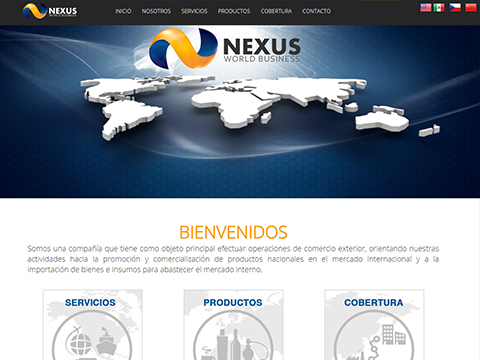 NEXUS
WORLD BUSINESS
INICIO NOSOTROS SERVICIOS PRODUCTOS COBERTURA CONTACTO
NEXUS
WORLD BUSINESS
BIENVENIDOS
Somos una compañía que tiene como objeto principal efectuar operaciones de comercio exterior, orientando nuestras
actividades hacia la promoción y comercialización de productos nacionales en el mercado internacional y a la
importación de bienes e insumos para abastecer el mercado interno.
SERVICIOS PRODUCTOS COBERTURA